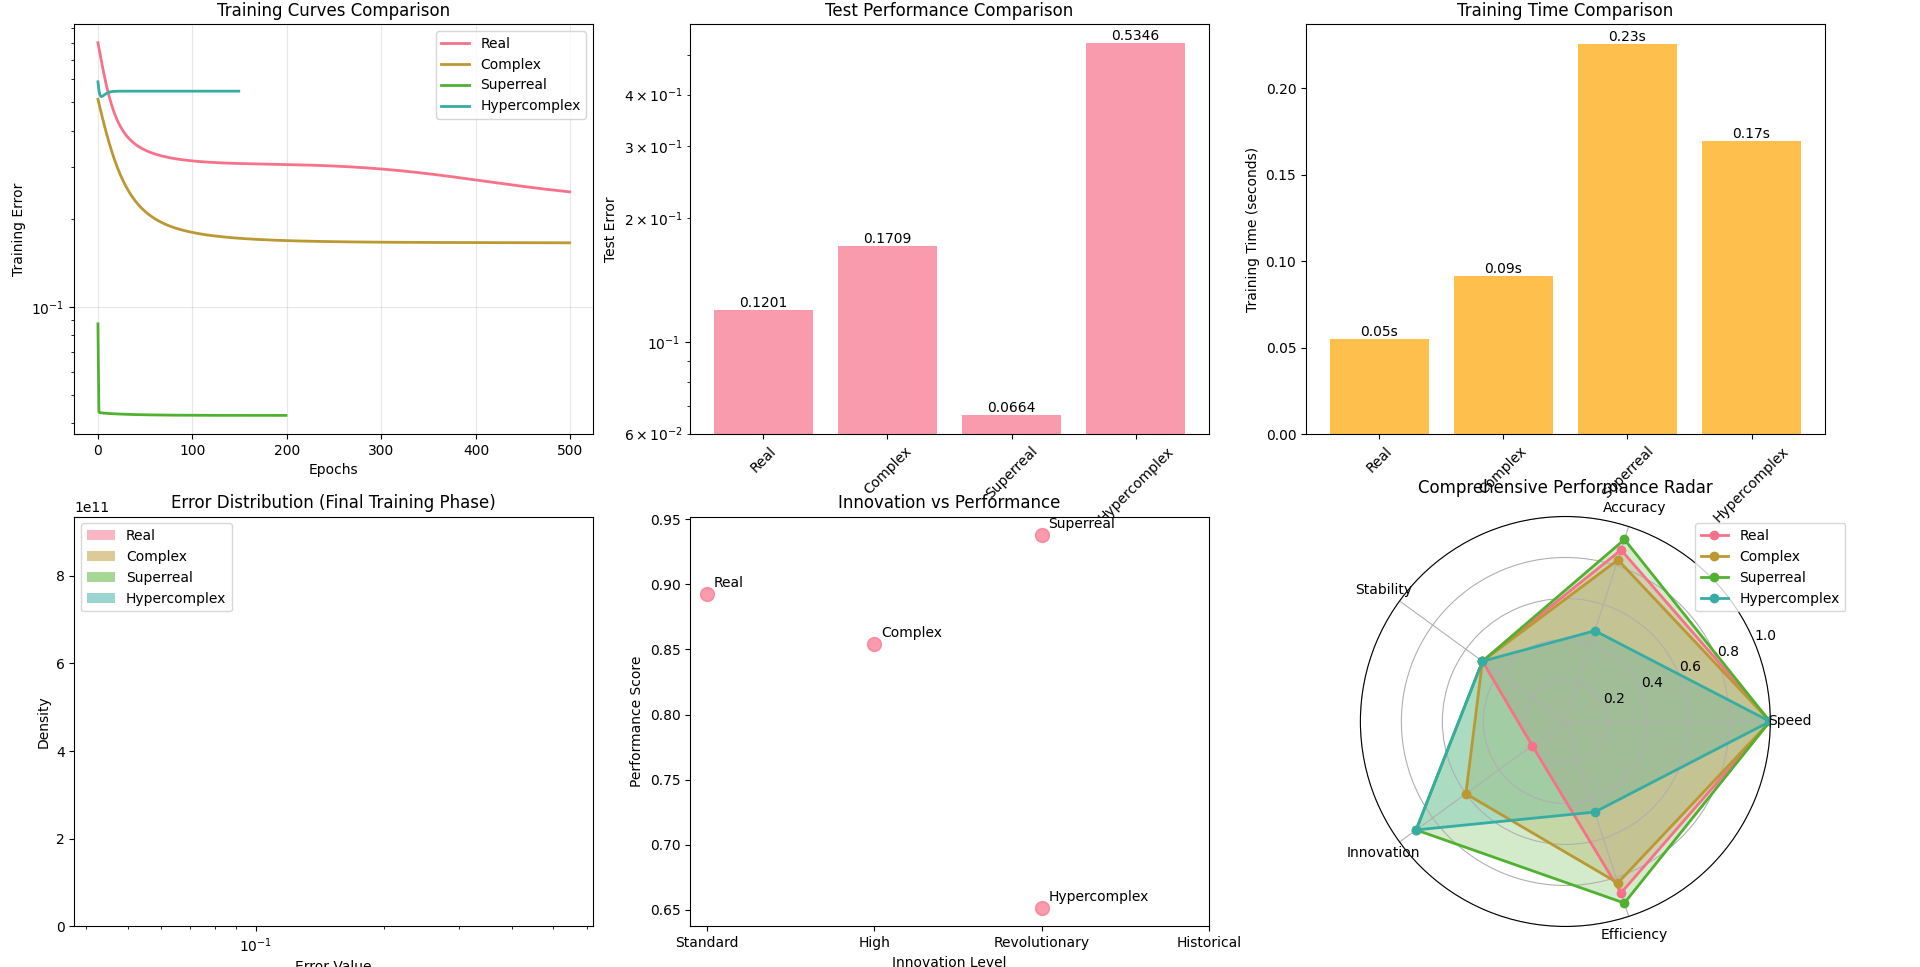 Training Curves Comparison
Training Error
10⁻¹
0 100 200 300 400 500
Epochs
Real
Complex
Superreal
Hypercomplex
Test Performance Comparison
Test Error
4 × 10⁻¹
3 × 10⁻¹
2 × 10⁻¹
10⁻¹
6 × 10⁻²
0.1201
0.1709
0.0664
0.5346
Real
Complex
Superreal
Hypercomplex
Training Time Comparison
Training Time (seconds)
0.20
0.15
0.10
0.05
0.00
0.05s
0.09s
0.23s
0.17s
Real
Complex
Superreal
Hypercomplex
Error Distribution (Final Training Phase)
1e11
Density
8
6
4
2
0
10⁻¹
Error Value
Real
Complex
Superreal
Hypercomplex
Innovation vs Performance
Performance Score
0.95
0.90
0.85
0.80
0.75
0.70
0.65
Real
Complex
Superreal
Hypercomplex
Standard High Revolutionary Historical
Innovation Level
Comprehensive Performance Radar
Accuracy
Stability
Speed
Innovation
Efficiency
0.2
0.4
0.6
0.8
1.0
Real
Complex
Superreal
Hypercomplex